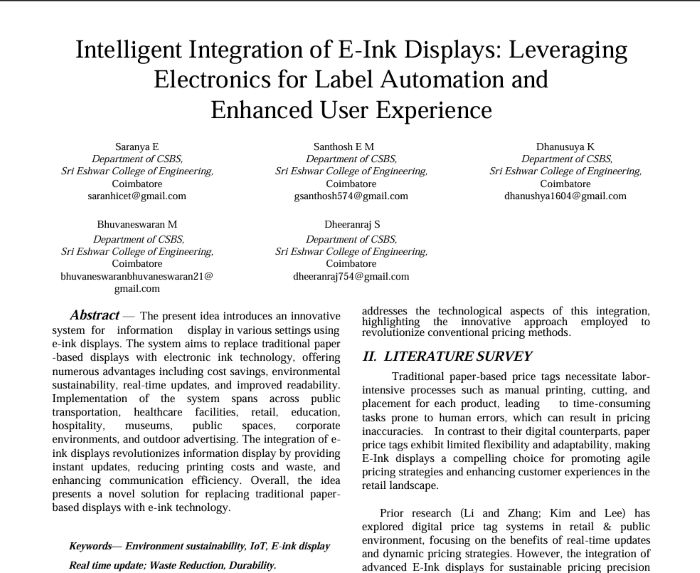 Intelligent Integration of E-Ink Displays: Leveraging
Electronics for Label Automation and
Enhanced User Experience
Saranya E
Department of CSBS,
Sri Eshwar College of Engineering,
Coimbatore
saranhicet@gmail.com
Santhosh E M
Department of CSBS,
Sri Eshwar College of Engineering,
Coimbatore
gsanthosh574@gmail.com
Dhanusuya K
Department of CSBS,
Sri Eshwar College of Engineering,
Coimbatore
dhanushya1604@gmail.com
Bhuvaneswaran M
Department of CSBS,
Sri Eshwar College of Engineering,
Coimbatore
bhuvaneswaranbhuvaneswaran21@
gmail.com
Dheeranraj S
Department of CSBS,
Sri Eshwar College of Engineering,
Coimbatore
dheeranraj754@gmail.com
Abstract — The present idea introduces an innovative
system for information display in various settings using
e-ink displays. The system aims to replace traditional paper
-based displays with electronic ink technology, offering
numerous advantages including cost savings, environmental
sustainability, real-time updates, and improved readability.
Implementation of the system spans across public
transportation, healthcare facilities, retail, education,
hospitality, museums, public spaces, corporate
environments, and outdoor advertising. The integration of e-
ink displays revolutionizes information display by providing
instant updates, reducing printing costs and waste, and
enhancing communication efficiency. Overall, the idea
presents a novel solution for replacing traditional paper-
based displays with e-ink technology.
Keywords— Environment sustainability, IoT, E-ink display
Real time update; Waste Reduction, Durability.
addresses the technological aspects of this integration,
highlighting the innovative approach employed to
revolutionize conventional pricing methods.
II. LITERATURE SURVEY
Traditional paper-based price tags necessitate labor-
intensive processes such as manual printing, cutting, and
placement for each product, leading to time-consuming
tasks prone to human errors, which can result in pricing
inaccuracies. In contrast to their digital counterparts, paper
price tags exhibit limited flexibility and adaptability, making
E-Ink displays a compelling choice for promoting agile
pricing strategies and enhancing customer experiences in the
retail landscape.
Prior research (Li and Zhang; Kim and Lee) has
explored digital price tag systems in retail & public
environment, focusing on the benefits of real-time updates
and dynamic pricing strategies. However, the integration of
advanced E-Ink displays for sustainable pricing precision